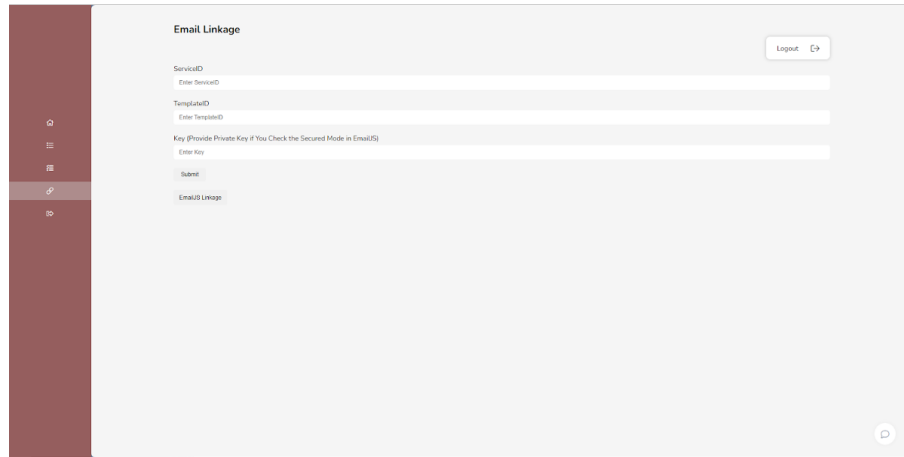 Email Linkage
Logout
ServiceID
Enter ServiceID
TemplateID
Enter TemplateID
Key (Provide Private Key if You Check the Secured Mode in EmailJS)
Enter Key
Submit
EmailJS Linkage